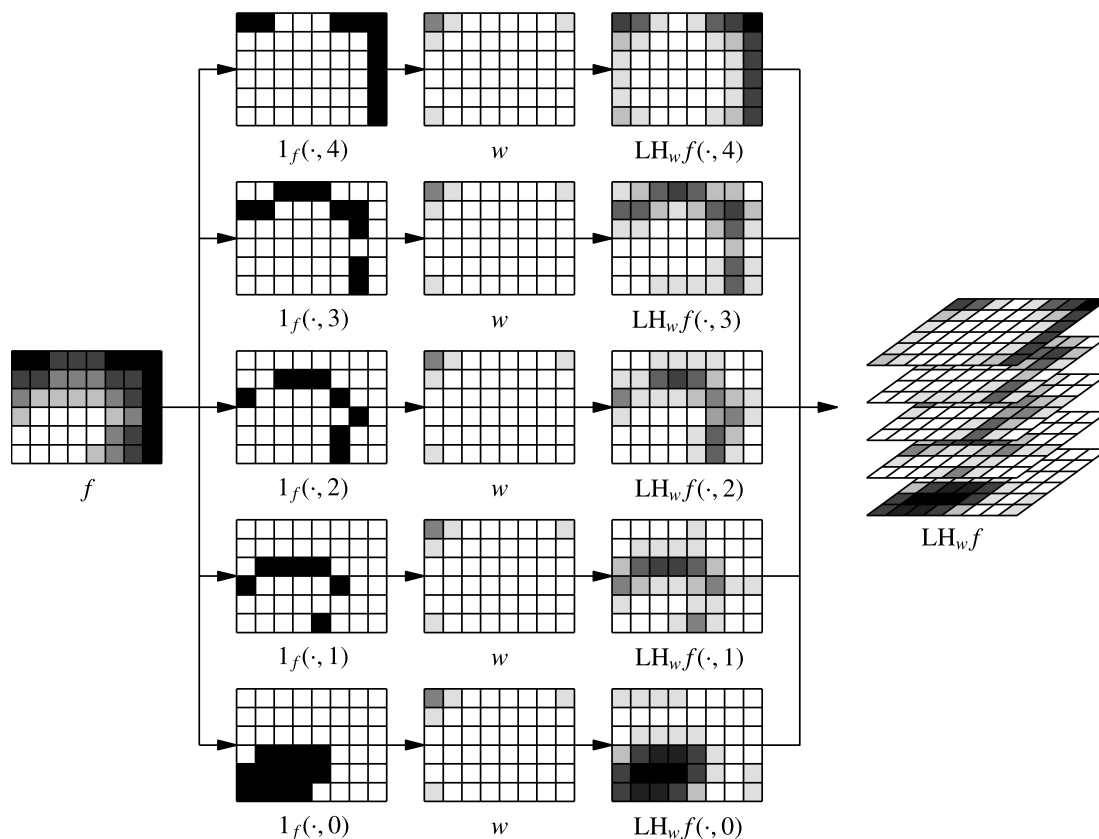 1_f(·, 4) w LH_w f(·, 4)
1_f(·, 3) w LH_w f(·, 3)
f 1_f(·, 2) w LH_w f(·, 2) LH_w f
1_f(·, 1) w LH_w f(·, 1)
1_f(·, 0) w LH_w f(·, 0)